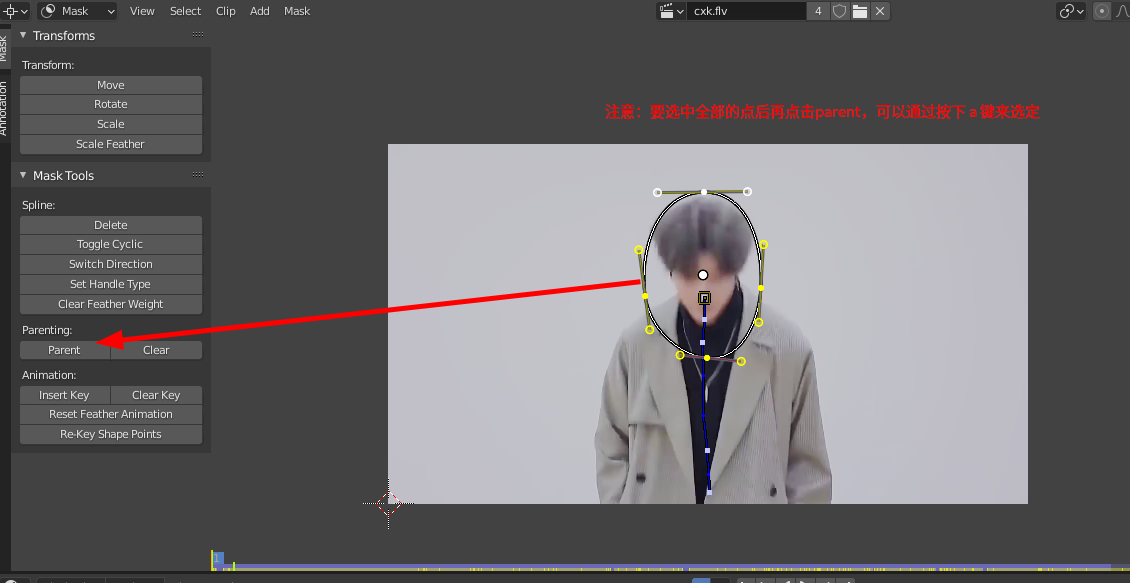 Mask
View
Select
Clip
Add
Mask
cxk.flv
4
Mask
Annotation
Transforms
Transform:
Move
Rotate
Scale
Scale Feather
注意：要选中全部的点后再点击parent，可以通过按下 a 键来选定
Mask Tools
Spline:
Delete
Toggle Cyclic
Switch Direction
Set Handle Type
Clear Feather Weight
Parenting:
Parent
Clear
Animation:
Insert Key
Clear Key
Reset Feather Animation
Re-Key Shape Points
1